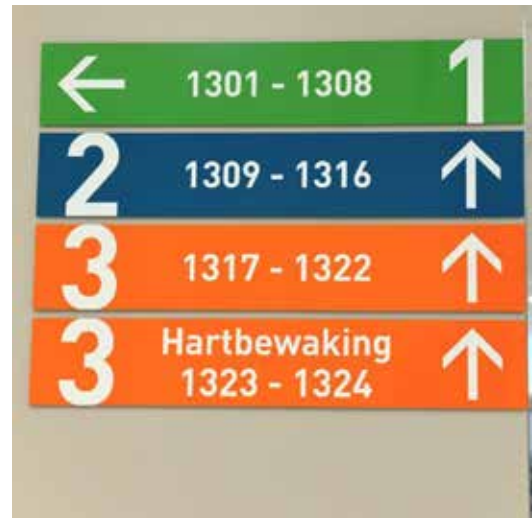 ← 1301 - 1308 1
2 1309 - 1316 ↑
3 1317 - 1322 ↑
3 Hartbewaking ↑
1323 - 1324